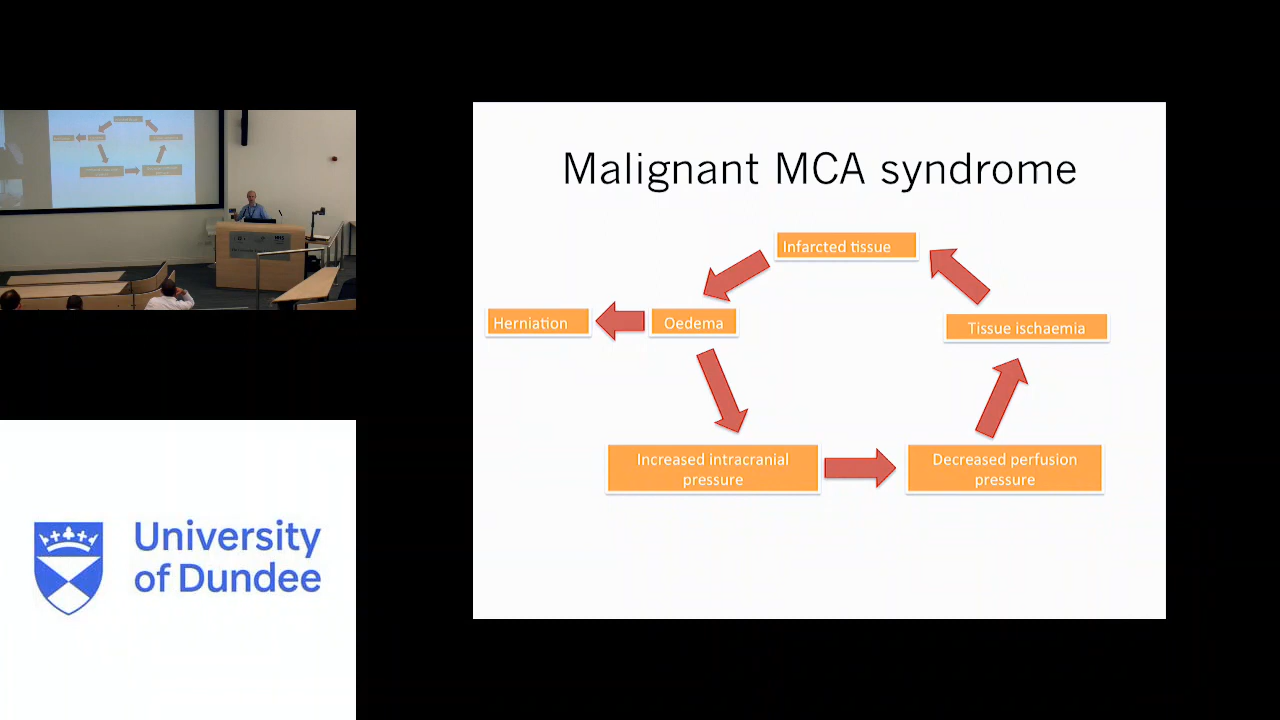 Malignant MCA syndrome
Infarcted tissue
Herniation
Oedema
Tissue ischaemia
Increased intracranial
pressure
Decreased perfusion
pressure
University
of Dundee